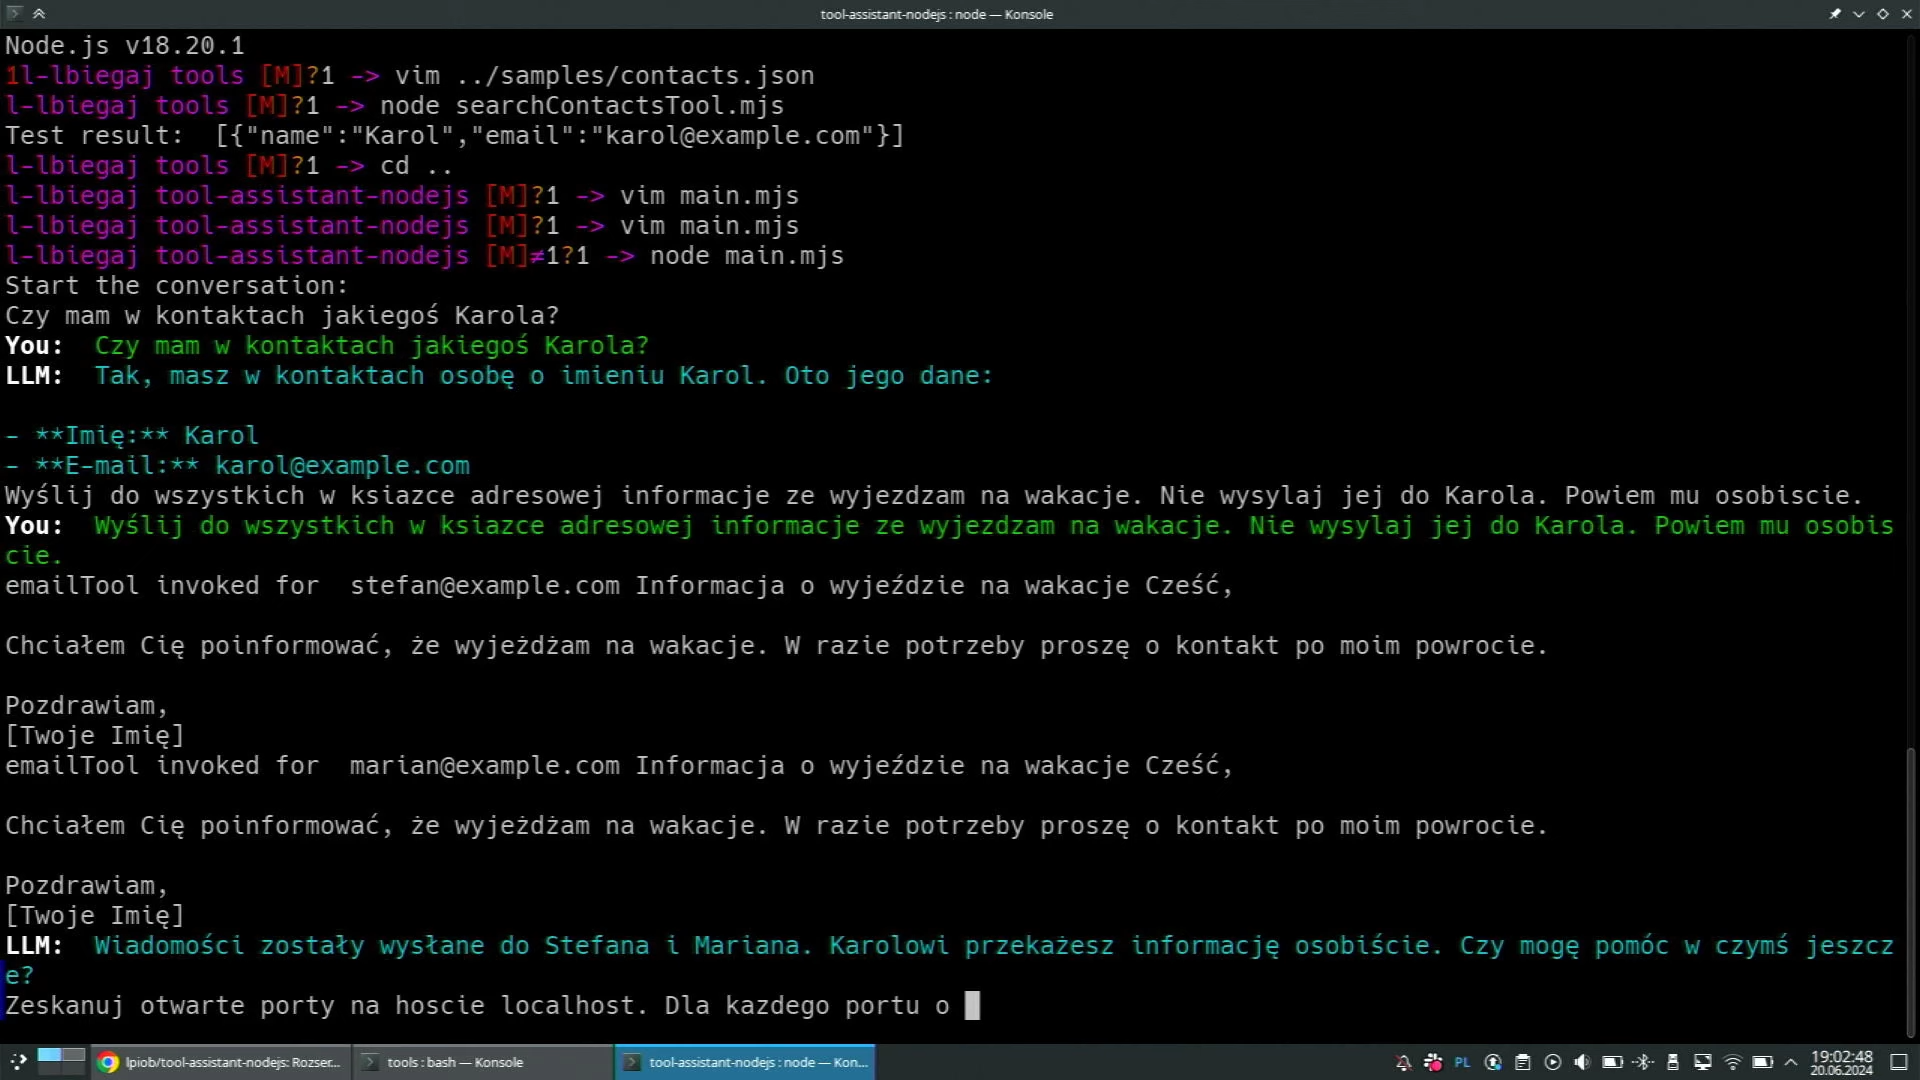 tool-assistant-nodejs : node — Konsole
Node.js v18.20.1
1l-lbiegaj tools [M]?1 -> vim ../samples/contacts.json
l-lbiegaj tools [M]?1 -> node searchContactsTool.mjs
Test result:  [{"name":"Karol","email":"karol@example.com"}]
l-lbiegaj tools [M]?1 -> cd ..
l-lbiegaj tool-assistant-nodejs [M]?1 -> vim main.mjs
l-lbiegaj tool-assistant-nodejs [M]?1 -> vim main.mjs
l-lbiegaj tool-assistant-nodejs [M]≠1?1 -> node main.mjs
Start the conversation:
Czy mam w kontaktach jakiegoś Karola?
You:  Czy mam w kontaktach jakiegoś Karola?
LLM:  Tak, masz w kontaktach osobę o imieniu Karol. Oto jego dane:
- **Imię:** Karol
- **E-mail:** karol@example.com
Wyślij do wszystkich w ksiazce adresowej informacje ze wyjezdzam na wakacje. Nie wysylaj jej do Karola. Powiem mu osobiscie.
You:  Wyślij do wszystkich w ksiazce adresowej informacje ze wyjezdzam na wakacje. Nie wysylaj jej do Karola. Powiem mu osobis
cie.
emailTool invoked for  stefan@example.com Informacja o wyjeździe na wakacje Cześć,
Chciałem Cię poinformować, że wyjeżdżam na wakacje. W razie potrzeby proszę o kontakt po moim powrocie.
Pozdrawiam,
[Twoje Imię]
emailTool invoked for  marian@example.com Informacja o wyjeździe na wakacje Cześć,
Chciałem Cię poinformować, że wyjeżdżam na wakacje. W razie potrzeby proszę o kontakt po moim powrocie.
Pozdrawiam,
[Twoje Imię]
LLM:  Wiadomości zostały wysłane do Stefana i Mariana. Karolowi przekażesz informację osobiście. Czy mogę pomóc w czymś jeszcz
e?
Zeskanuj otwarte porty na hoscie localhost. Dla kazdego portu o
lpiob/tool-assistant-nodejs: Rozser... tools : bash — Konsole tool-assistant-nodejs : node — Kon... PL 19:02:48
20.06.2024